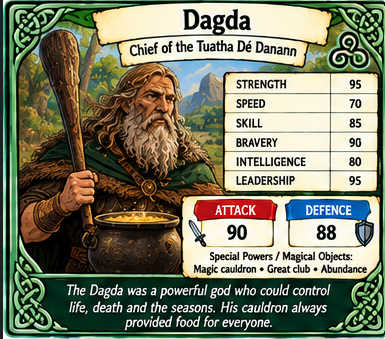 Dagda
Chief of the Tuatha Dé Danann
STRENGTH 95
SPEED 70
SKILL 85
BRAVERY 90
INTELLIGENCE 80
LEADERSHIP 95
ATTACK DEFENCE
90 88
Special Powers / Magical Objects:
Magic cauldron • Great club • Abundance
The Dagda was a powerful god who could control
life, death and the seasons. His cauldron always
provided food for everyone.